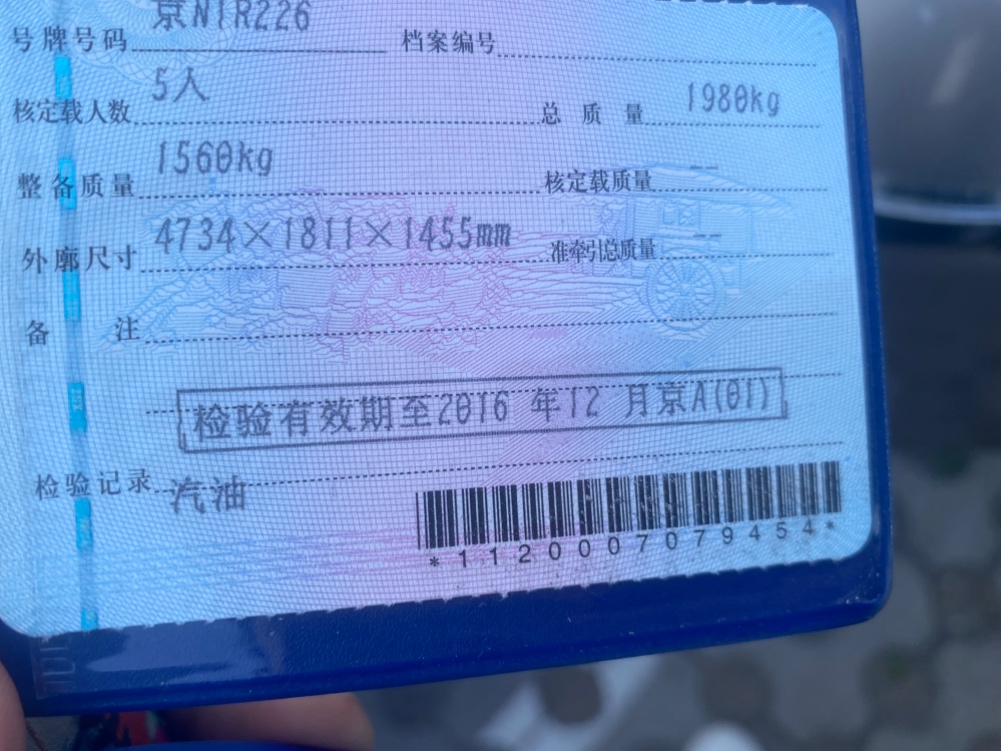 号牌号码 京N1R226 档案编号
核定载人数 5人 总质量 1980kg
整备质量 1560kg 核定载质量 --
外廓尺寸 4734×1811×1455mm 准牵引总质量 --
备注
检验有效期至2016年12月京A(01)
检验记录 汽油
*1120007079454*